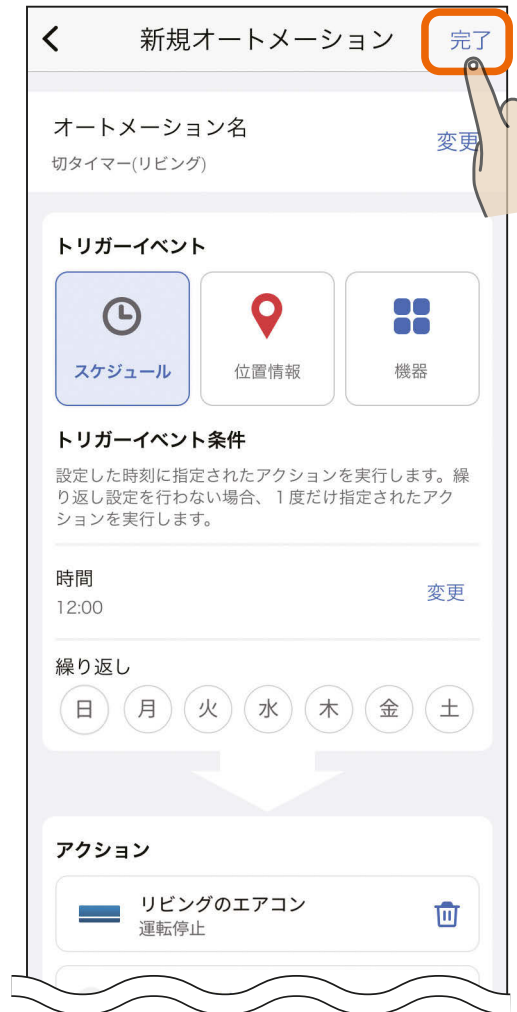 新規オートメーション 完了
オートメーション名
変更
切タイマー(リビング)
トリガーイベント
スケジュール 位置情報 機器
トリガーイベント条件
設定した時刻に指定されたアクションを実行します。繰
り返し設定を行わない場合、1度だけ指定されたアク
ションを実行します。
時間
変更
12:00
繰り返し
日 月 火 水 木 金 土
アクション
リビングのエアコン
運転停止